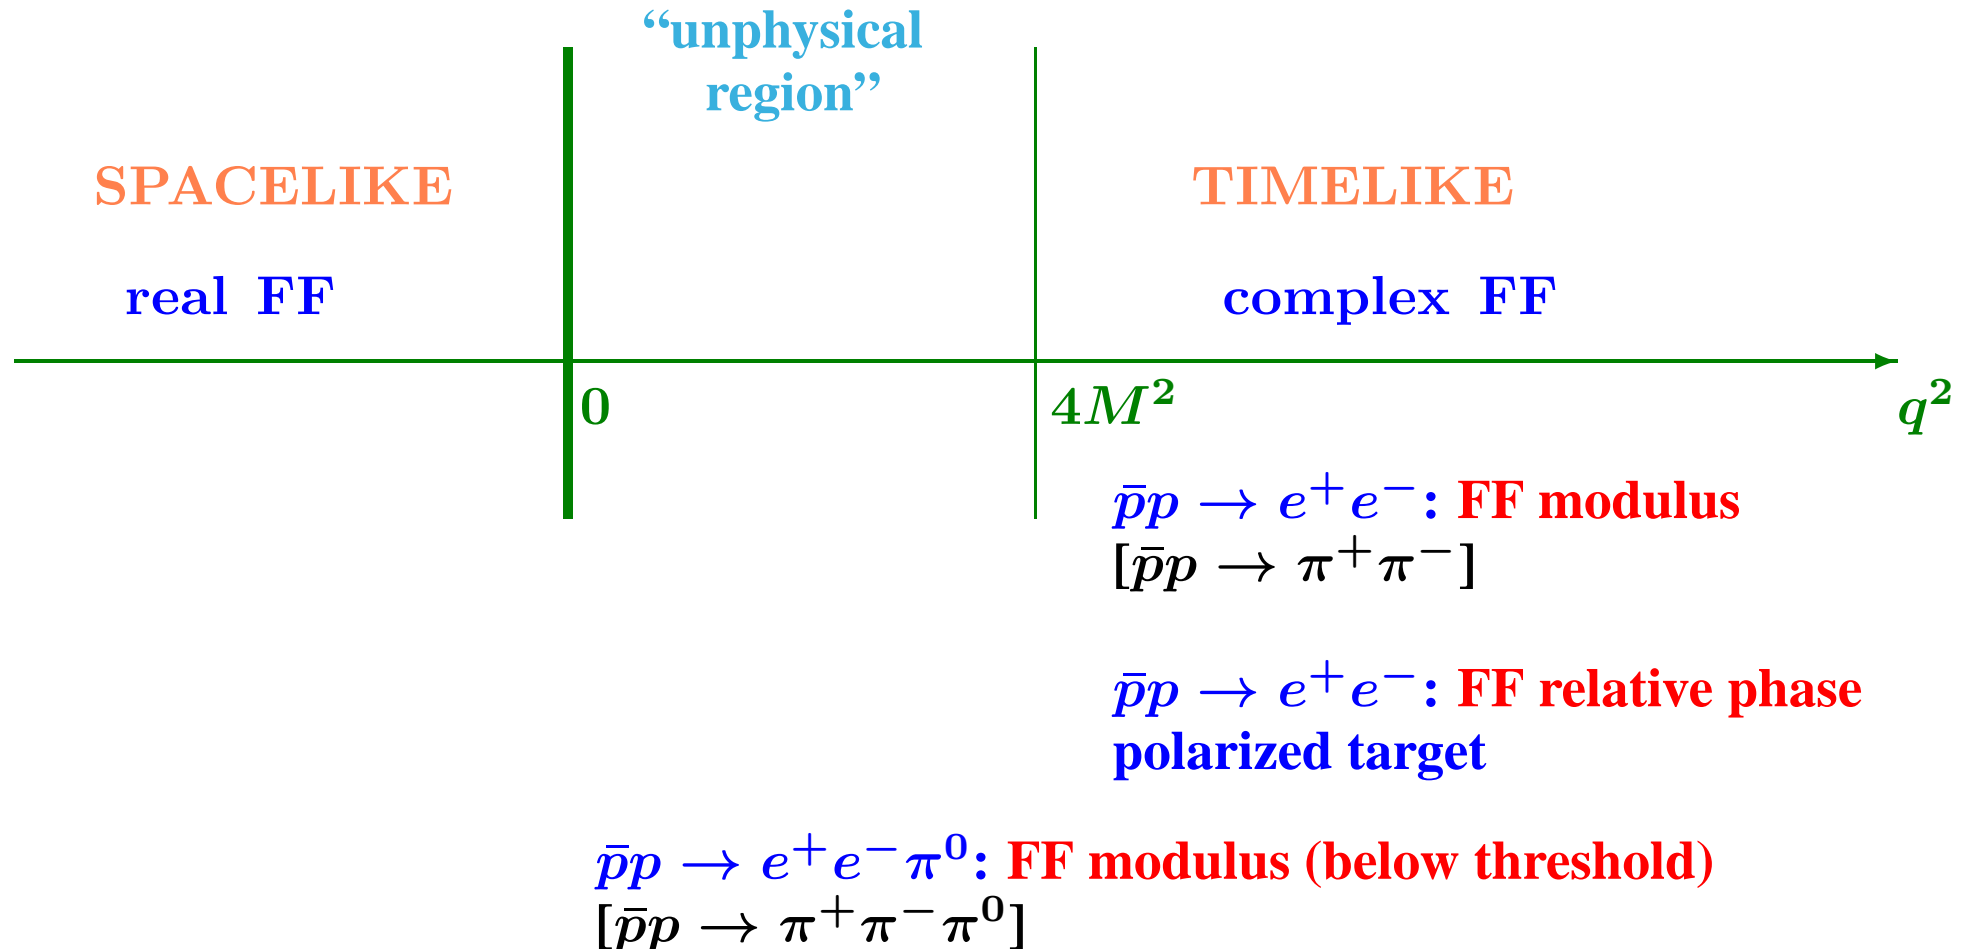 “unphysical
region”
SPACELIKE
TIMELIKE
real FF
complex FF
0
4M²
q²
p̄p → e⁺e⁻: FF modulus
[p̄p → π⁺π⁻]
p̄p → e⁺e⁻: FF relative phase
polarized target
p̄p → e⁺e⁻π⁰: FF modulus (below threshold)
[p̄p → π⁺π⁻π⁰]